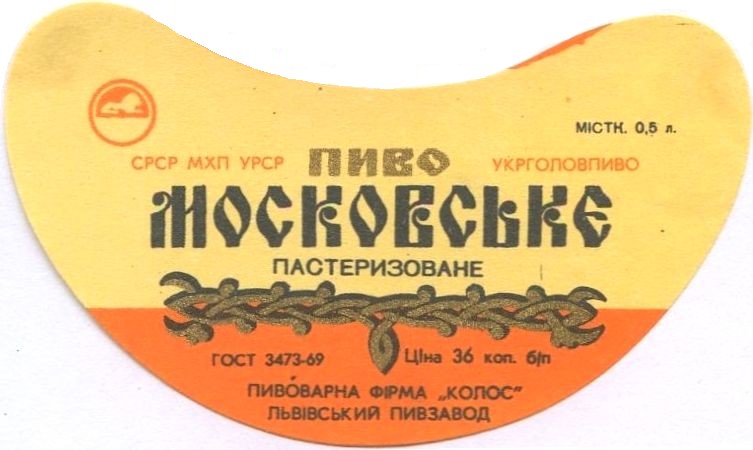 МІСТК. 0,5 л.
СРСР МХП УРСР ПИВО УКРГОЛОВПИВО
МОСКОВСЬКЕ
ПАСТЕРИЗОВАНЕ
ГОСТ 3473-69 Ціна 36 коп. б/п
ПИВОВАРНА ФІРМА „КОЛОС"
ЛЬВІВСЬКИЙ ПИВЗАВОД